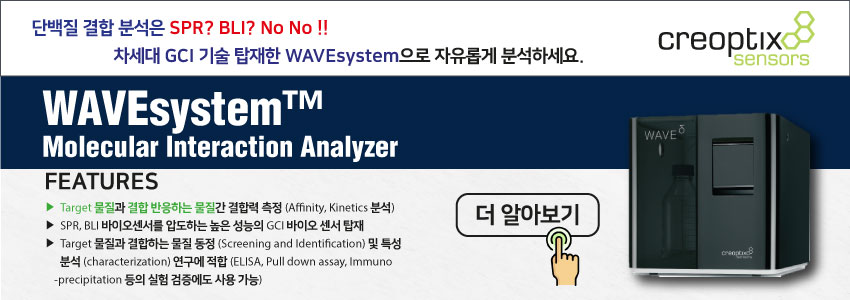 단백질 결합 분석은 SPR? BLI? No No !!
차세대 GCI 기술 탑재한 WAVEsystem으로 자유롭게 분석하세요.
creoptix
sensors
WAVEsystem™
Molecular Interaction Analyzer
FEATURES
▶ Target 물질과 결합 반응하는 물질간 결합력 측정 (Affinity, Kinetics 분석)
▶ SPR, BLI 바이오센서를 압도하는 높은 성능의 GCI 바이오 센서 탑재
▶ Target 물질과 결합하는 물질 동정 (Screening and Identification) 및 특성
분석 (characterization) 연구에 적합 (ELISA, Pull down assay, Immuno
-precipitation 등의 실험 검증에도 사용 가능)
더 알아보기
WAVE δ
creoptix
sensors